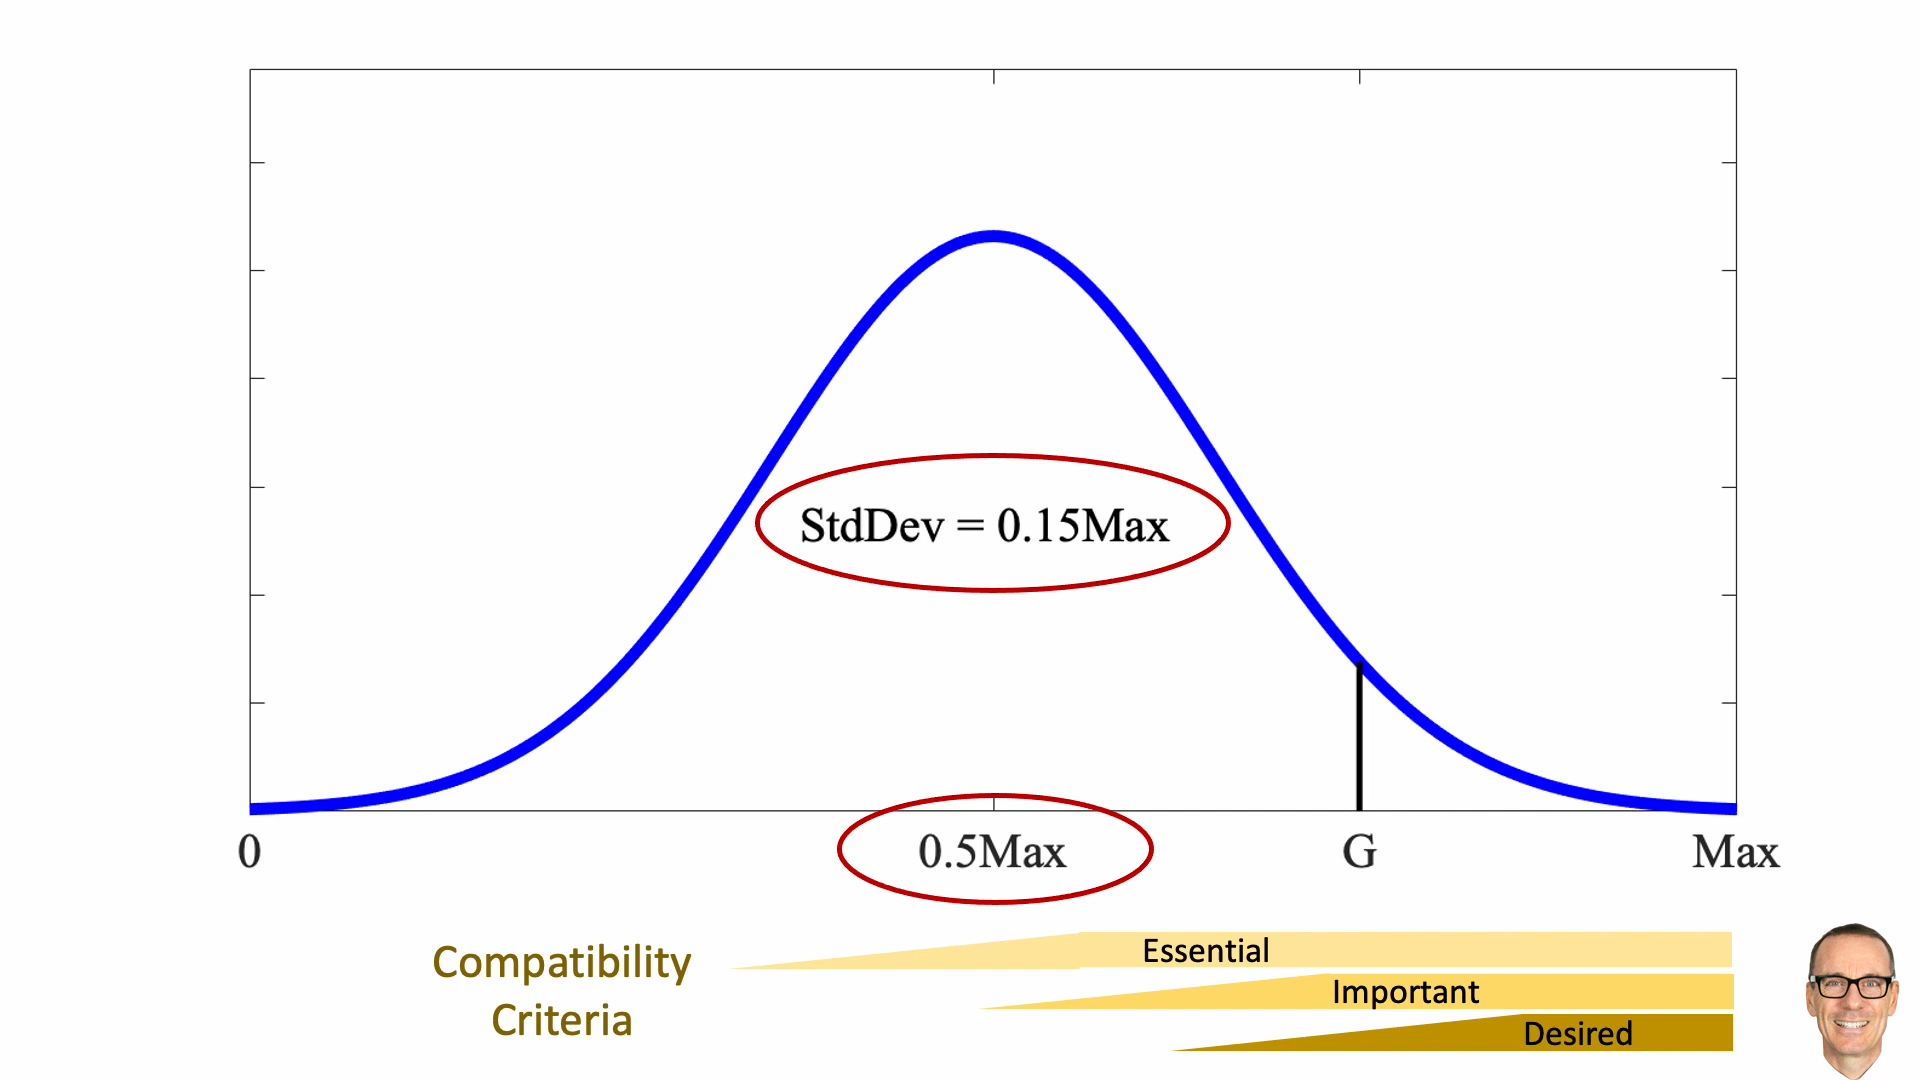 StdDev = 0.15Max
0
0.5Max
G
Max
Compatibility
Criteria
Essential
Important
Desired